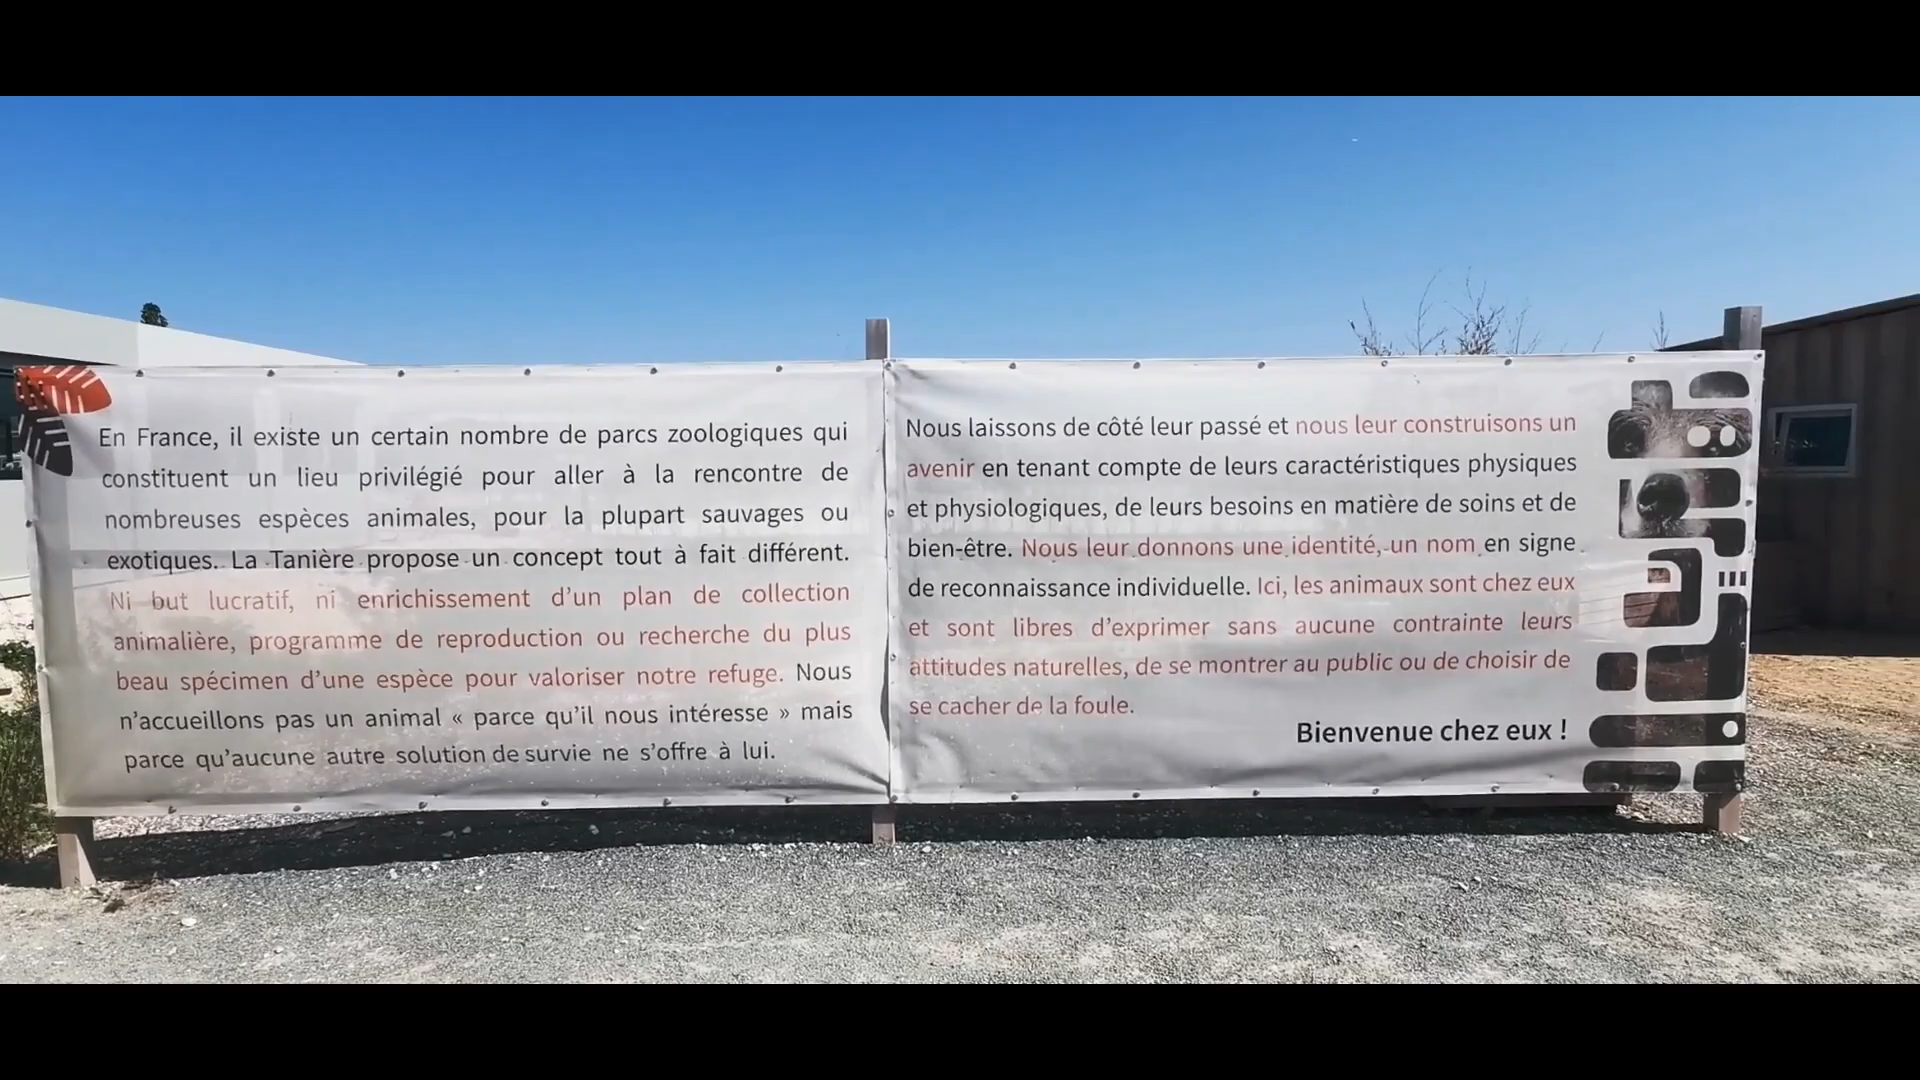 En France, il existe un certain nombre de parcs zoologiques qui
constituent un lieu privilégié pour aller à la rencontre de
nombreuses espèces animales, pour la plupart sauvages ou
exotiques. La Tanière propose un concept tout à fait différent.
Ni but lucratif, ni enrichissement d’un plan de collection
animalière, programme de reproduction ou recherche du plus
beau spécimen d’une espèce pour valoriser notre refuge. Nous
n’accueillons pas un animal « parce qu’il nous intéresse » mais
parce qu’aucune autre solution de survie ne s’offre à lui.
Nous laissons de côté leur passé et nous leur construisons un
avenir en tenant compte de leurs caractéristiques physiques
et physiologiques, de leurs besoins en matière de soins et de
bien-être. Nous leur donnons une identité, un nom en signe
de reconnaissance individuelle. Ici, les animaux sont chez eux
et sont libres d’exprimer sans aucune contrainte leurs
attitudes naturelles, de se montrer au public ou de choisir de
se cacher de la foule.
Bienvenue chez eux !